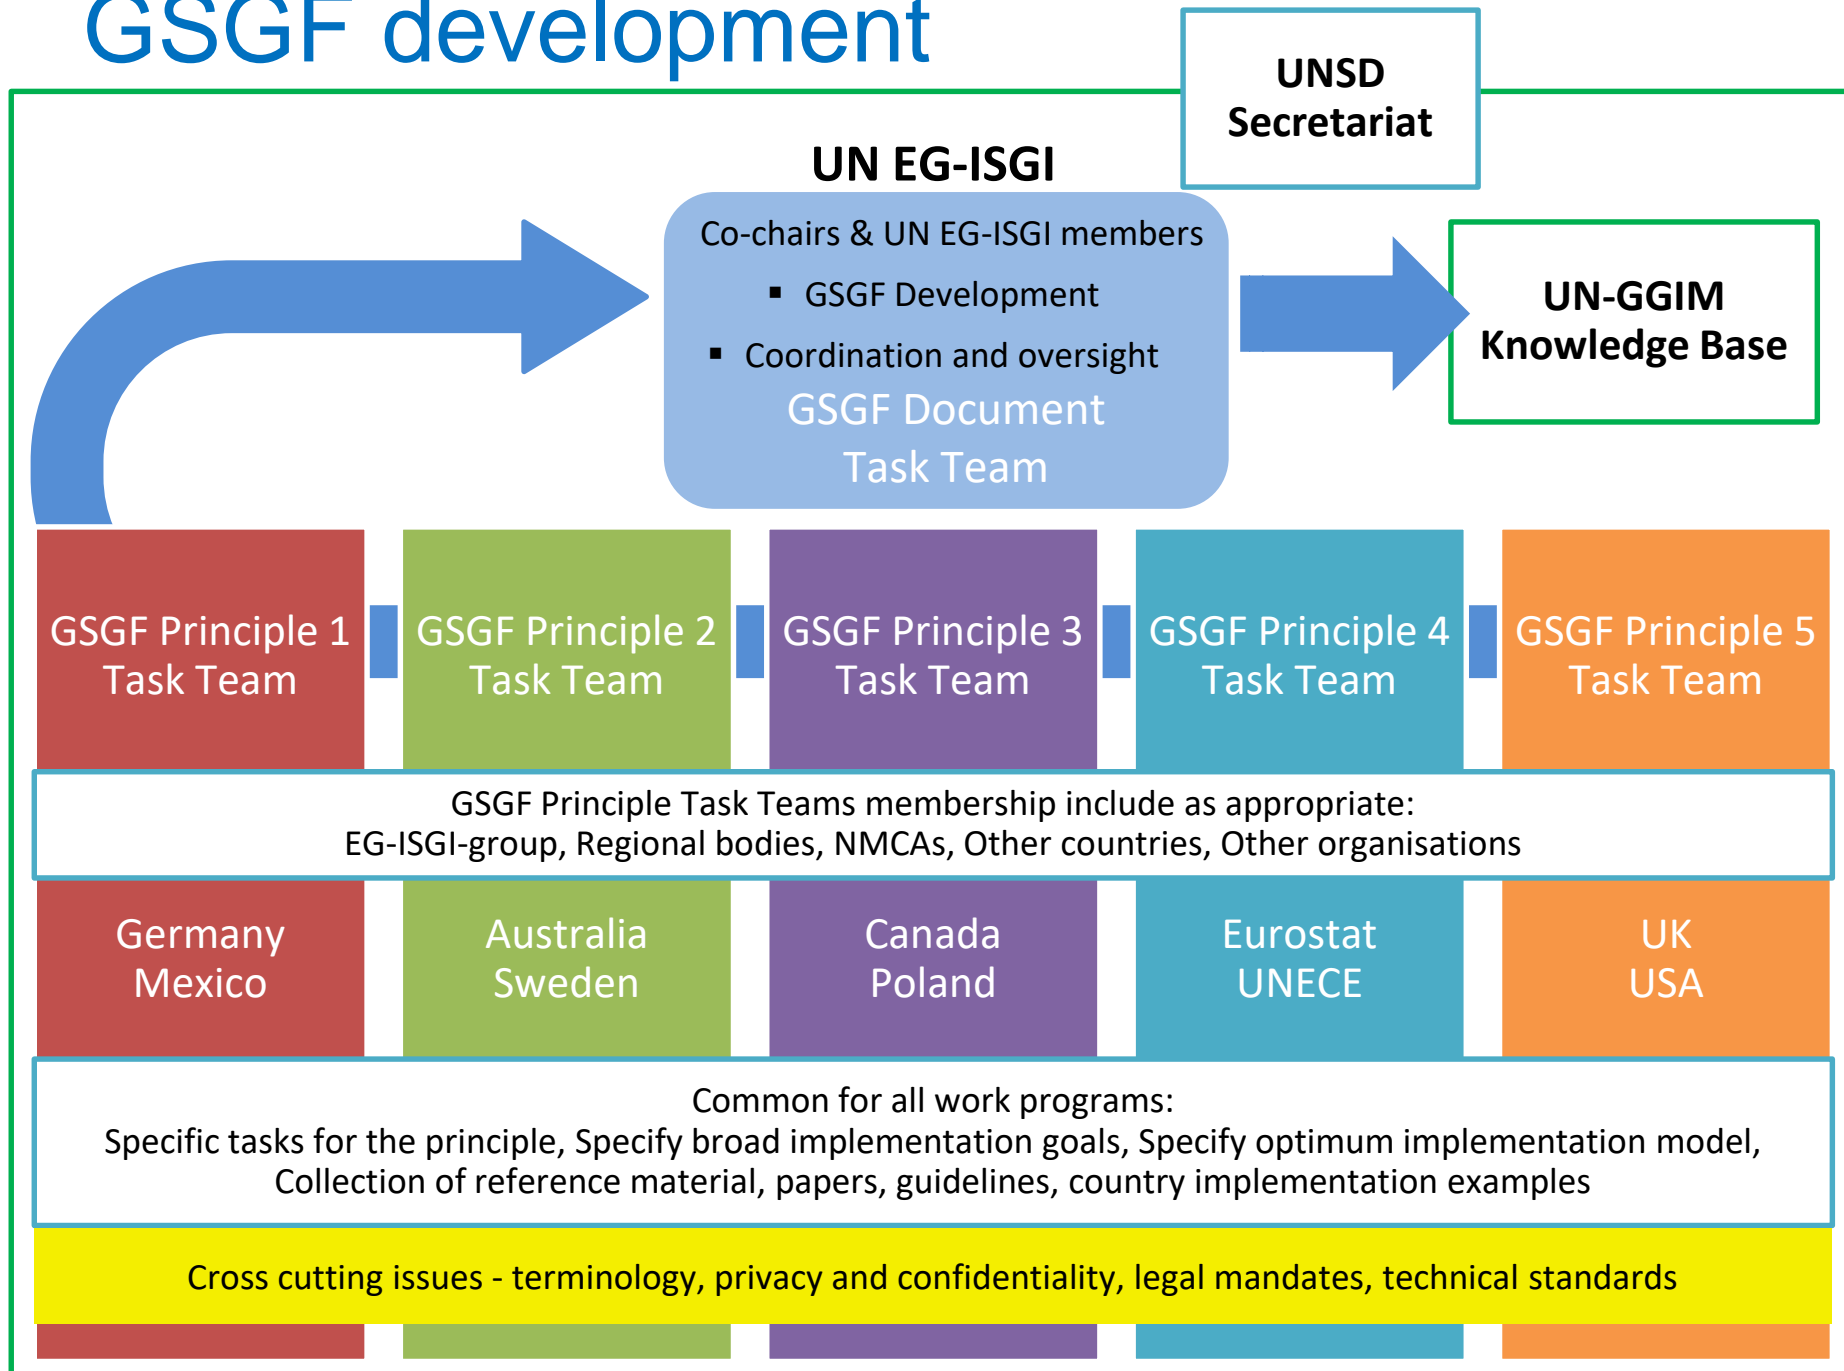 GSGF development
UNSD
Secretariat
UN EG-ISGI
Co-chairs & UN EG-ISGI members
▪ GSGF Development
▪ Coordination and oversight
GSGF Document
Task Team
UN-GGIM
Knowledge Base
GSGF Principle 1
Task Team
GSGF Principle 2
Task Team
GSGF Principle 3
Task Team
GSGF Principle 4
Task Team
GSGF Principle 5
Task Team
GSGF Principle Task Teams membership include as appropriate:
EG-ISGI-group, Regional bodies, NMCAs, Other countries, Other organisations
Germany
Mexico
Australia
Sweden
Canada
Poland
Eurostat
UNECE
UK
USA
Common for all work programs:
Specific tasks for the principle, Specify broad implementation goals, Specify optimum implementation model,
Collection of reference material, papers, guidelines, country implementation examples
Cross cutting issues - terminology, privacy and confidentiality, legal mandates, technical standards